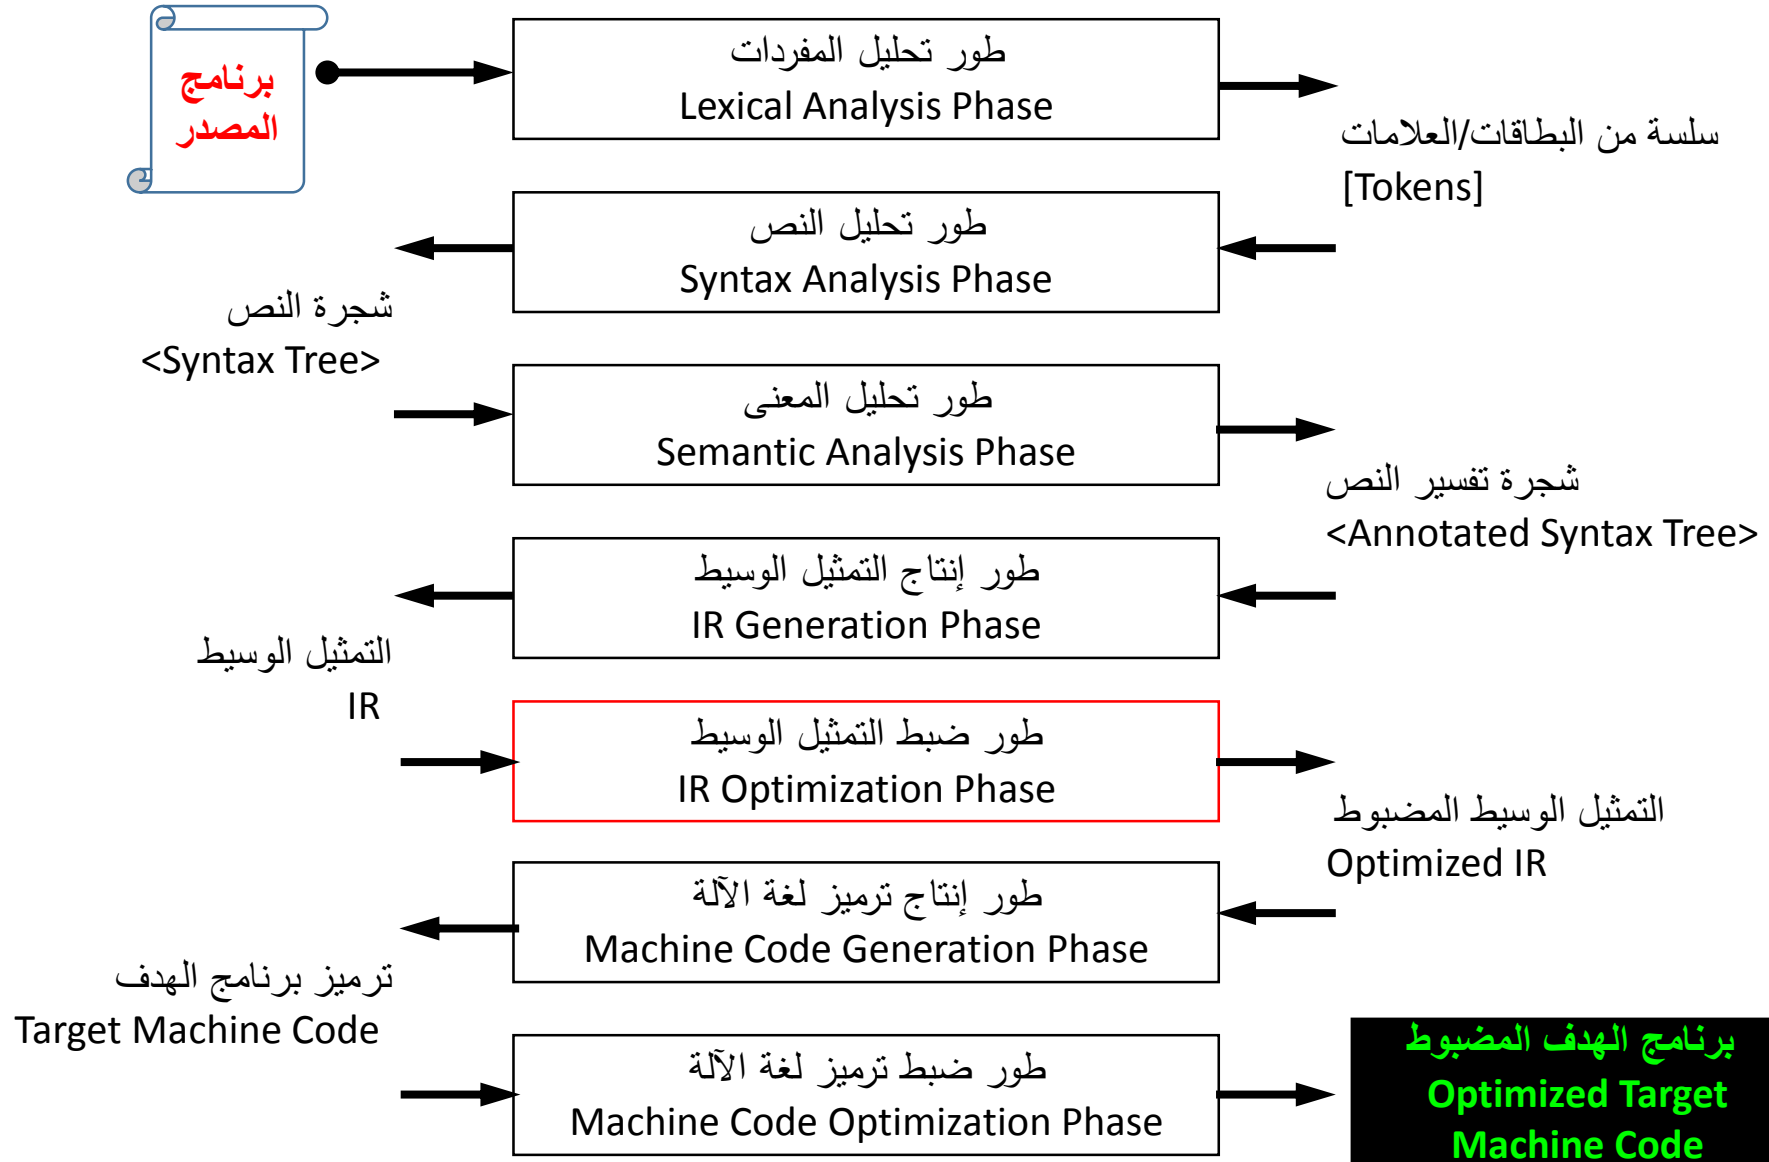 برنامج
المصدر
طور تحليل المفردات
Lexical Analysis Phase
سلسة من البطاقات/العلامات
[Tokens]
طور تحليل النص
Syntax Analysis Phase
شجرة النص
<Syntax Tree>
طور تحليل المعنى
Semantic Analysis Phase
شجرة تفسير النص
<Annotated Syntax Tree>
طور إنتاج التمثيل الوسيط
IR Generation Phase
التمثيل الوسيط
IR
طور ضبط التمثيل الوسيط
IR Optimization Phase
التمثيل الوسيط المضبوط
Optimized IR
طور إنتاج ترميز لغة الآلة
Machine Code Generation Phase
ترميز برنامج الهدف
Target Machine Code
طور ضبط ترميز لغة الآلة
Machine Code Optimization Phase
برنامج الهدف المضبوط
Optimized Target
Machine Code